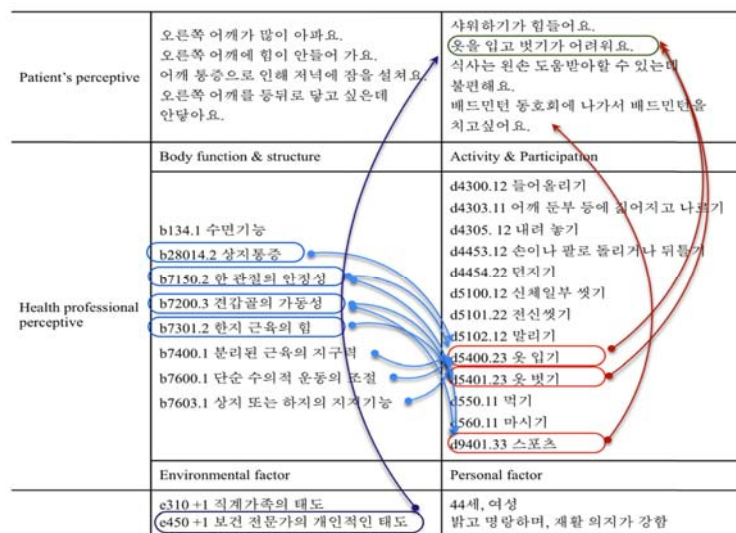 Patient's perceptive
오른쪽 어깨가 많이 아파요.
오른쪽 어깨에 힘이 안들어 가요.
어깨 통증으로 인해 저녁에 잠을 설쳐요.
오른쪽 어깨를 등뒤로 닿고 싶은데
안닿아요.
샤워하기가 힘들어요.
옷을 입고 벗기가 어려워요.
식사는 왼손 도움받아할 수 있는데
불편해요.
배드민턴 동호회에 나가서 배드민턴을
치고싶어요.
Body function & structure
Activity & Participation
Health professional
perceptive
b134.1 수면기능
b28014.2 상지통증
b7150.2 한 관절의 안정성
b7200.3 견갑골의 가동성
b7301.2 한지 근육의 힘
b7400.1 분리된 근육의 지구력
b7600.1 단순 수의적 운동의 조절
b7603.1 상지 또는 하지의 지지기능
d4300.12 들어올리기
d4303.11 어깨 둔부 등에 짊어지고 나르기
d4305. 12 내려 놓기
d4453.12 손이나 팔로 돌리거나 뒤틀기
d4454.22 던지기
d5100.12 신체일부 씻기
d5101.22 전신씻기
d5102.12 말리기
d5400.23 옷 입기
d5401.23 옷 벗기
d550.11 먹기
d560.11 마시기
d9401.33 스포츠
Environmental factor
Personal factor
e310 +1 직계가족의 태도
e450 +1 보건 전문가의 개인적인 태도
44세, 여성
밝고 명랑하며, 재활 의지가 강함